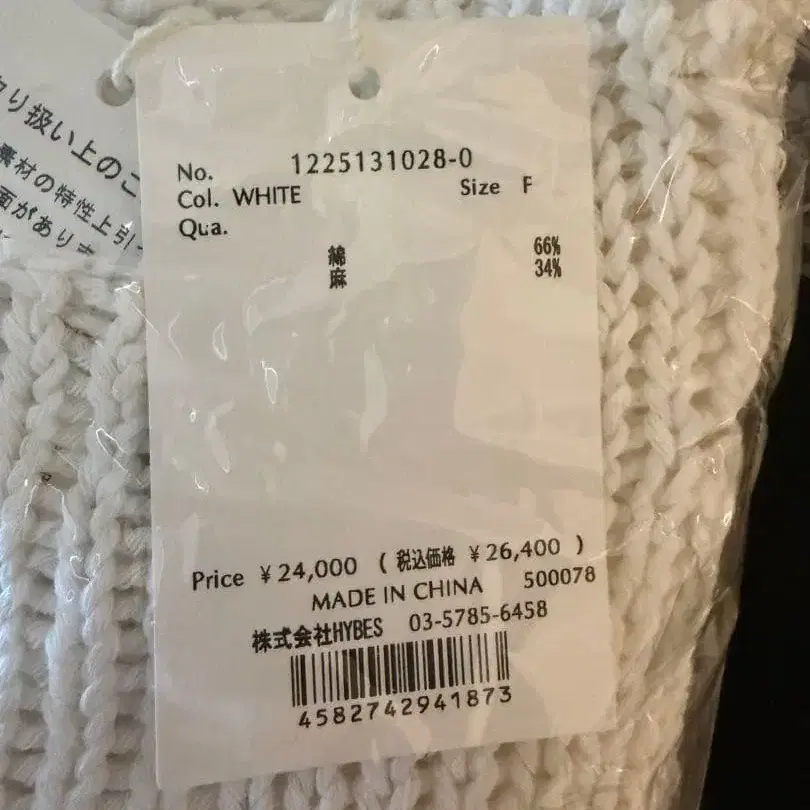 り扱い上のご
素材の特性上引
面がありま
No. 1225131028-0
Col. WHITE Size F
Qua.
綿 66%
麻 34%
Price ¥24,000 ( 税込価格 ¥26,400 )
MADE IN CHINA 500078
株式会社HYBES 03-5785-6458
4582742941873